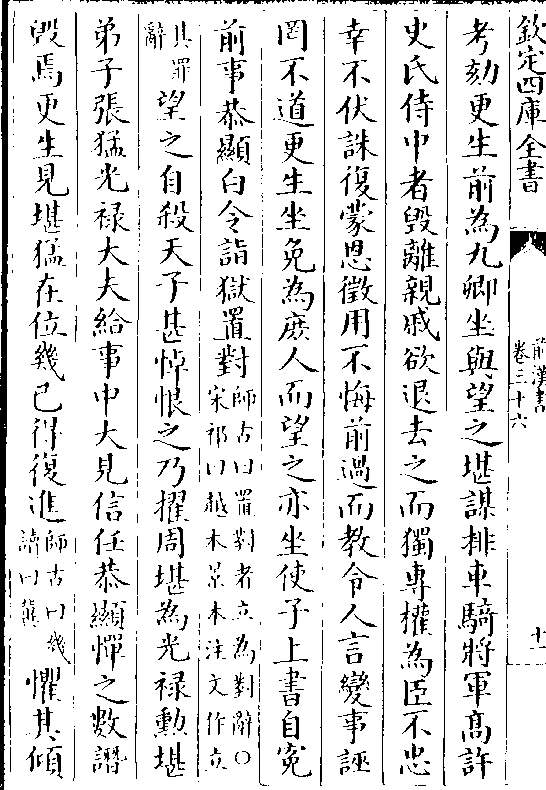 欽定四庫全書
前漢書
卷三十六
十一
考劾更生前為九卿坐與望之堪謀排車騎將軍髙許
史氏侍中者毁離親戚欲退去之而獨專權為臣不忠
幸不伏誅復蒙恩徵用不悔前過而教令人言變事誣
罔不道更生坐免為庶人而望之亦坐使子上書自寃
前事恭顯白令詣獄置對師古曰置對者立為對辭○宋祁曰越本景本注文作立
其罪辭望之自殺天子甚悼恨之乃擢周堪為光禄勲堪
弟子張猛光禄大夫給事中大見信任恭顯憚之數譖
毁焉更生見堪猛在位幾已得復進師古曰幾讀曰冀懼其傾